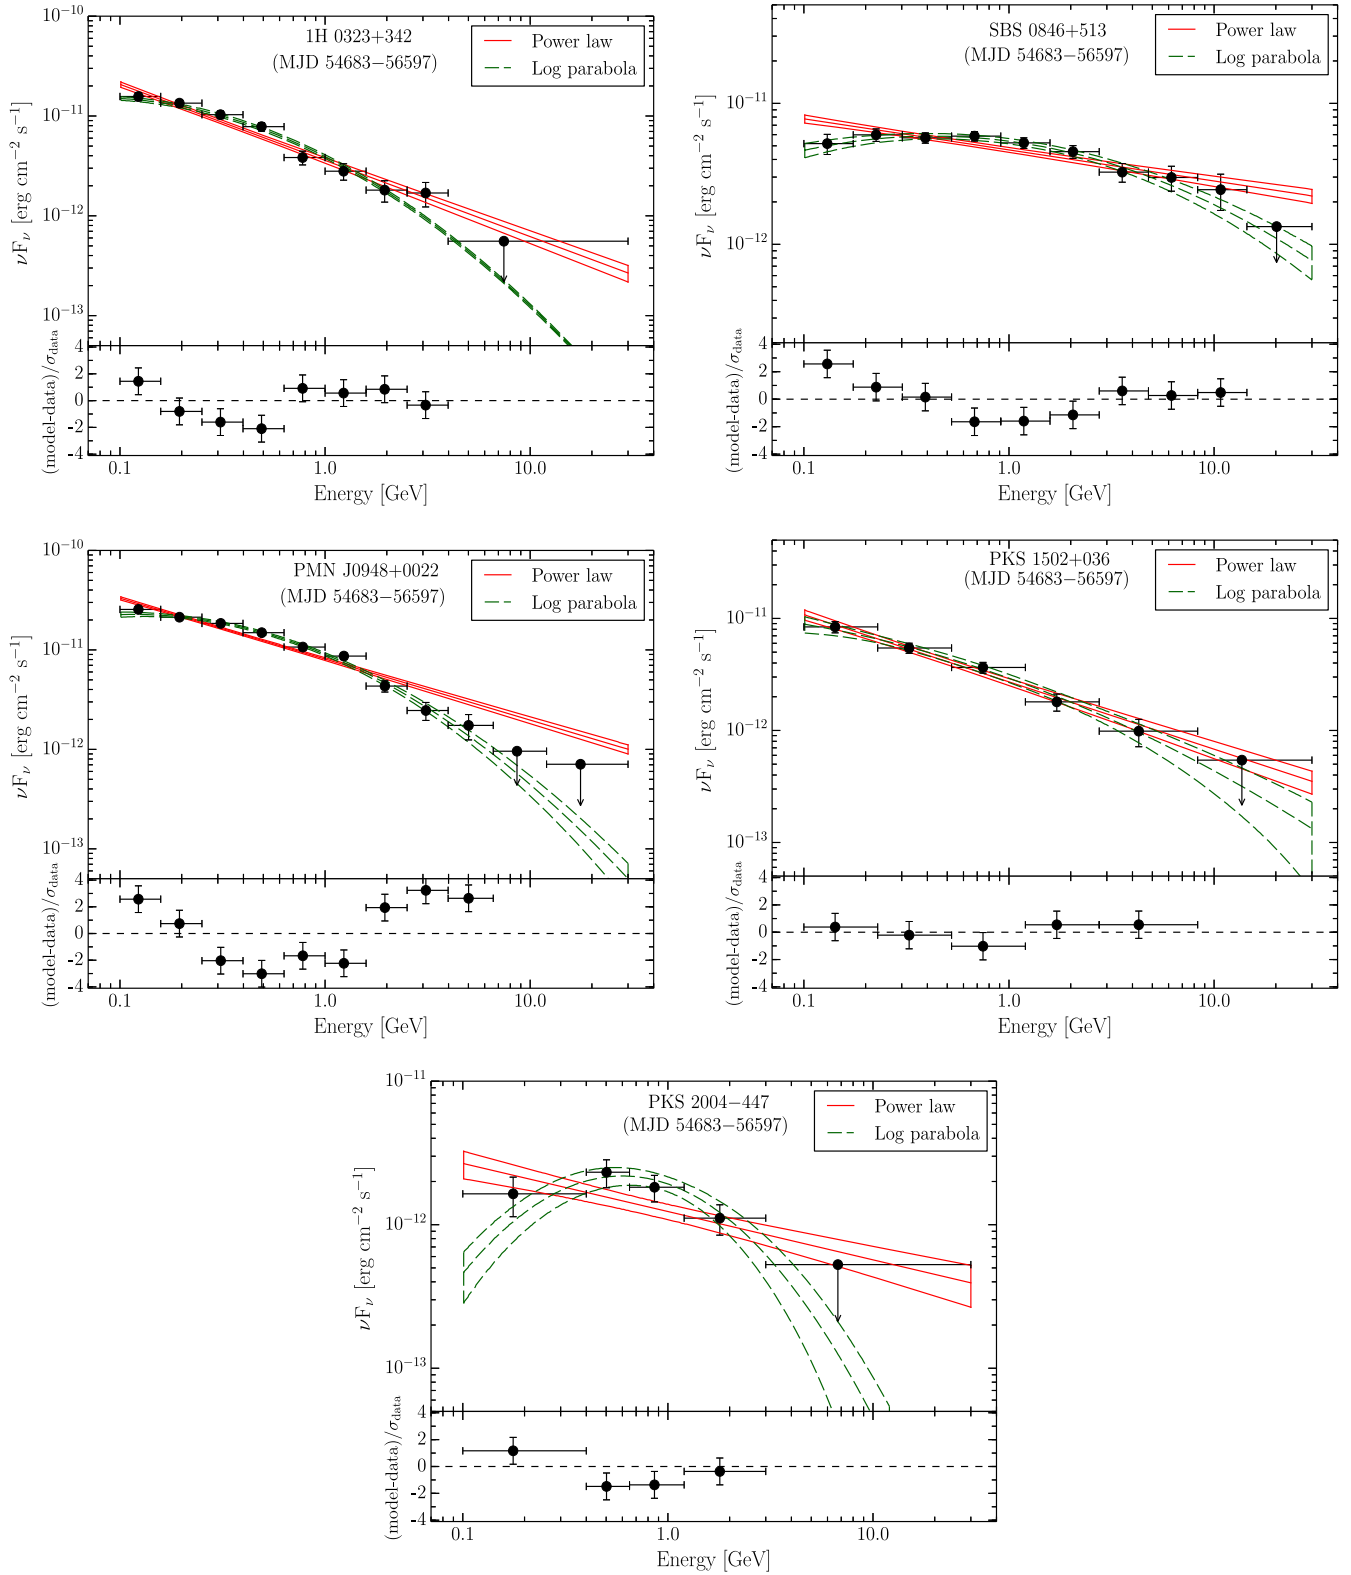 1H 0323+342
(MJD 54683−56597)
Power law
Log parabola
10⁻¹⁰
10⁻¹¹
10⁻¹²
10⁻¹³
νFν [erg cm⁻² s⁻¹]
4
2
0
-2
-4
(model-data)/σdata
0.1
1.0
10.0
Energy [GeV]
SBS 0846+513
(MJD 54683−56597)
Power law
Log parabola
10⁻¹¹
10⁻¹²
νFν [erg cm⁻² s⁻¹]
4
2
0
-2
-4
(model-data)/σdata
0.1
1.0
10.0
Energy [GeV]
PMN J0948+0022
(MJD 54683−56597)
Power law
Log parabola
10⁻¹⁰
10⁻¹¹
10⁻¹²
10⁻¹³
νFν [erg cm⁻² s⁻¹]
4
2
0
-2
-4
(model-data)/σdata
0.1
1.0
10.0
Energy [GeV]
PKS 1502+036
(MJD 54683−56597)
Power law
Log parabola
10⁻¹¹
10⁻¹²
10⁻¹³
νFν [erg cm⁻² s⁻¹]
4
2
0
-2
-4
(model-data)/σdata
0.1
1.0
10.0
Energy [GeV]
PKS 2004−447
(MJD 54683−56597)
Power law
Log parabola
10⁻¹¹
10⁻¹²
10⁻¹³
νFν [erg cm⁻² s⁻¹]
4
2
0
-2
-4
(model-data)/σdata
0.1
1.0
10.0
Energy [GeV]